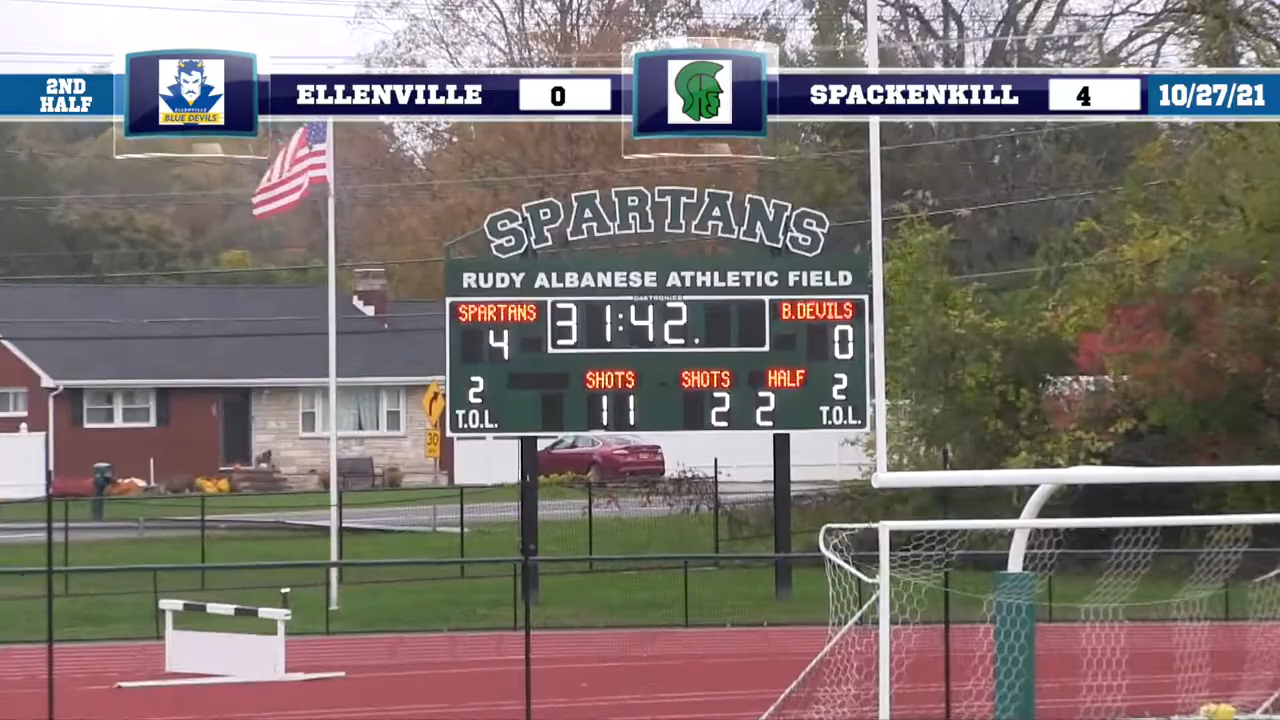 2ND
HALF
ELLENVILLE
BLUE DEVILS
ELLENVILLE 0
SPACKENKILL 4
10/27/21
SPARTANS
RUDY ALBANESE ATHLETIC FIELD
DAKTRONICS
SPARTANS 31:42. B.DEVILS
4 0
2 SHOTS SHOTS HALF 2
T.O.L. 11 2 2 T.O.L.
30